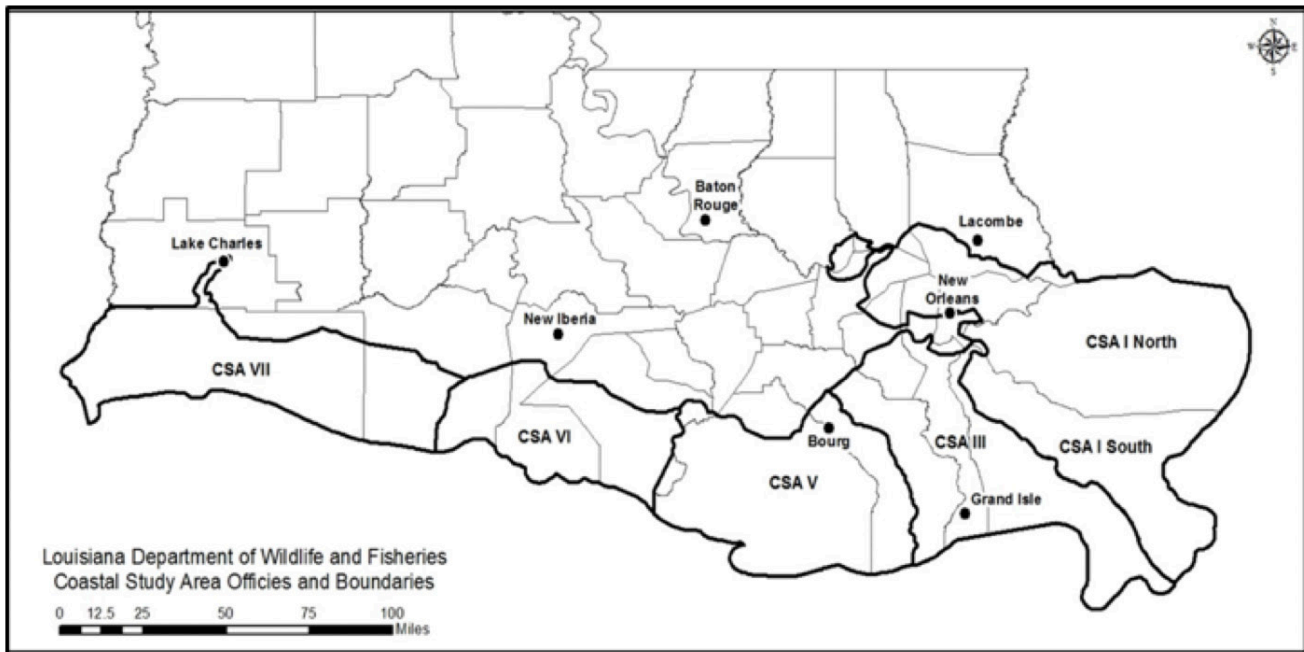 N
W E
S
Baton
Rouge
Lacombe
Lake Charles
New
Orleans
New Iberia
CSA I North
CSA VII
CSA VI
CSA III
CSA I South
Bourg
CSA V
Grand Isle
Louisiana Department of Wildlife and Fisheries
Coastal Study Area Officies and Boundaries
0 12.5 25 50 75 100
Miles